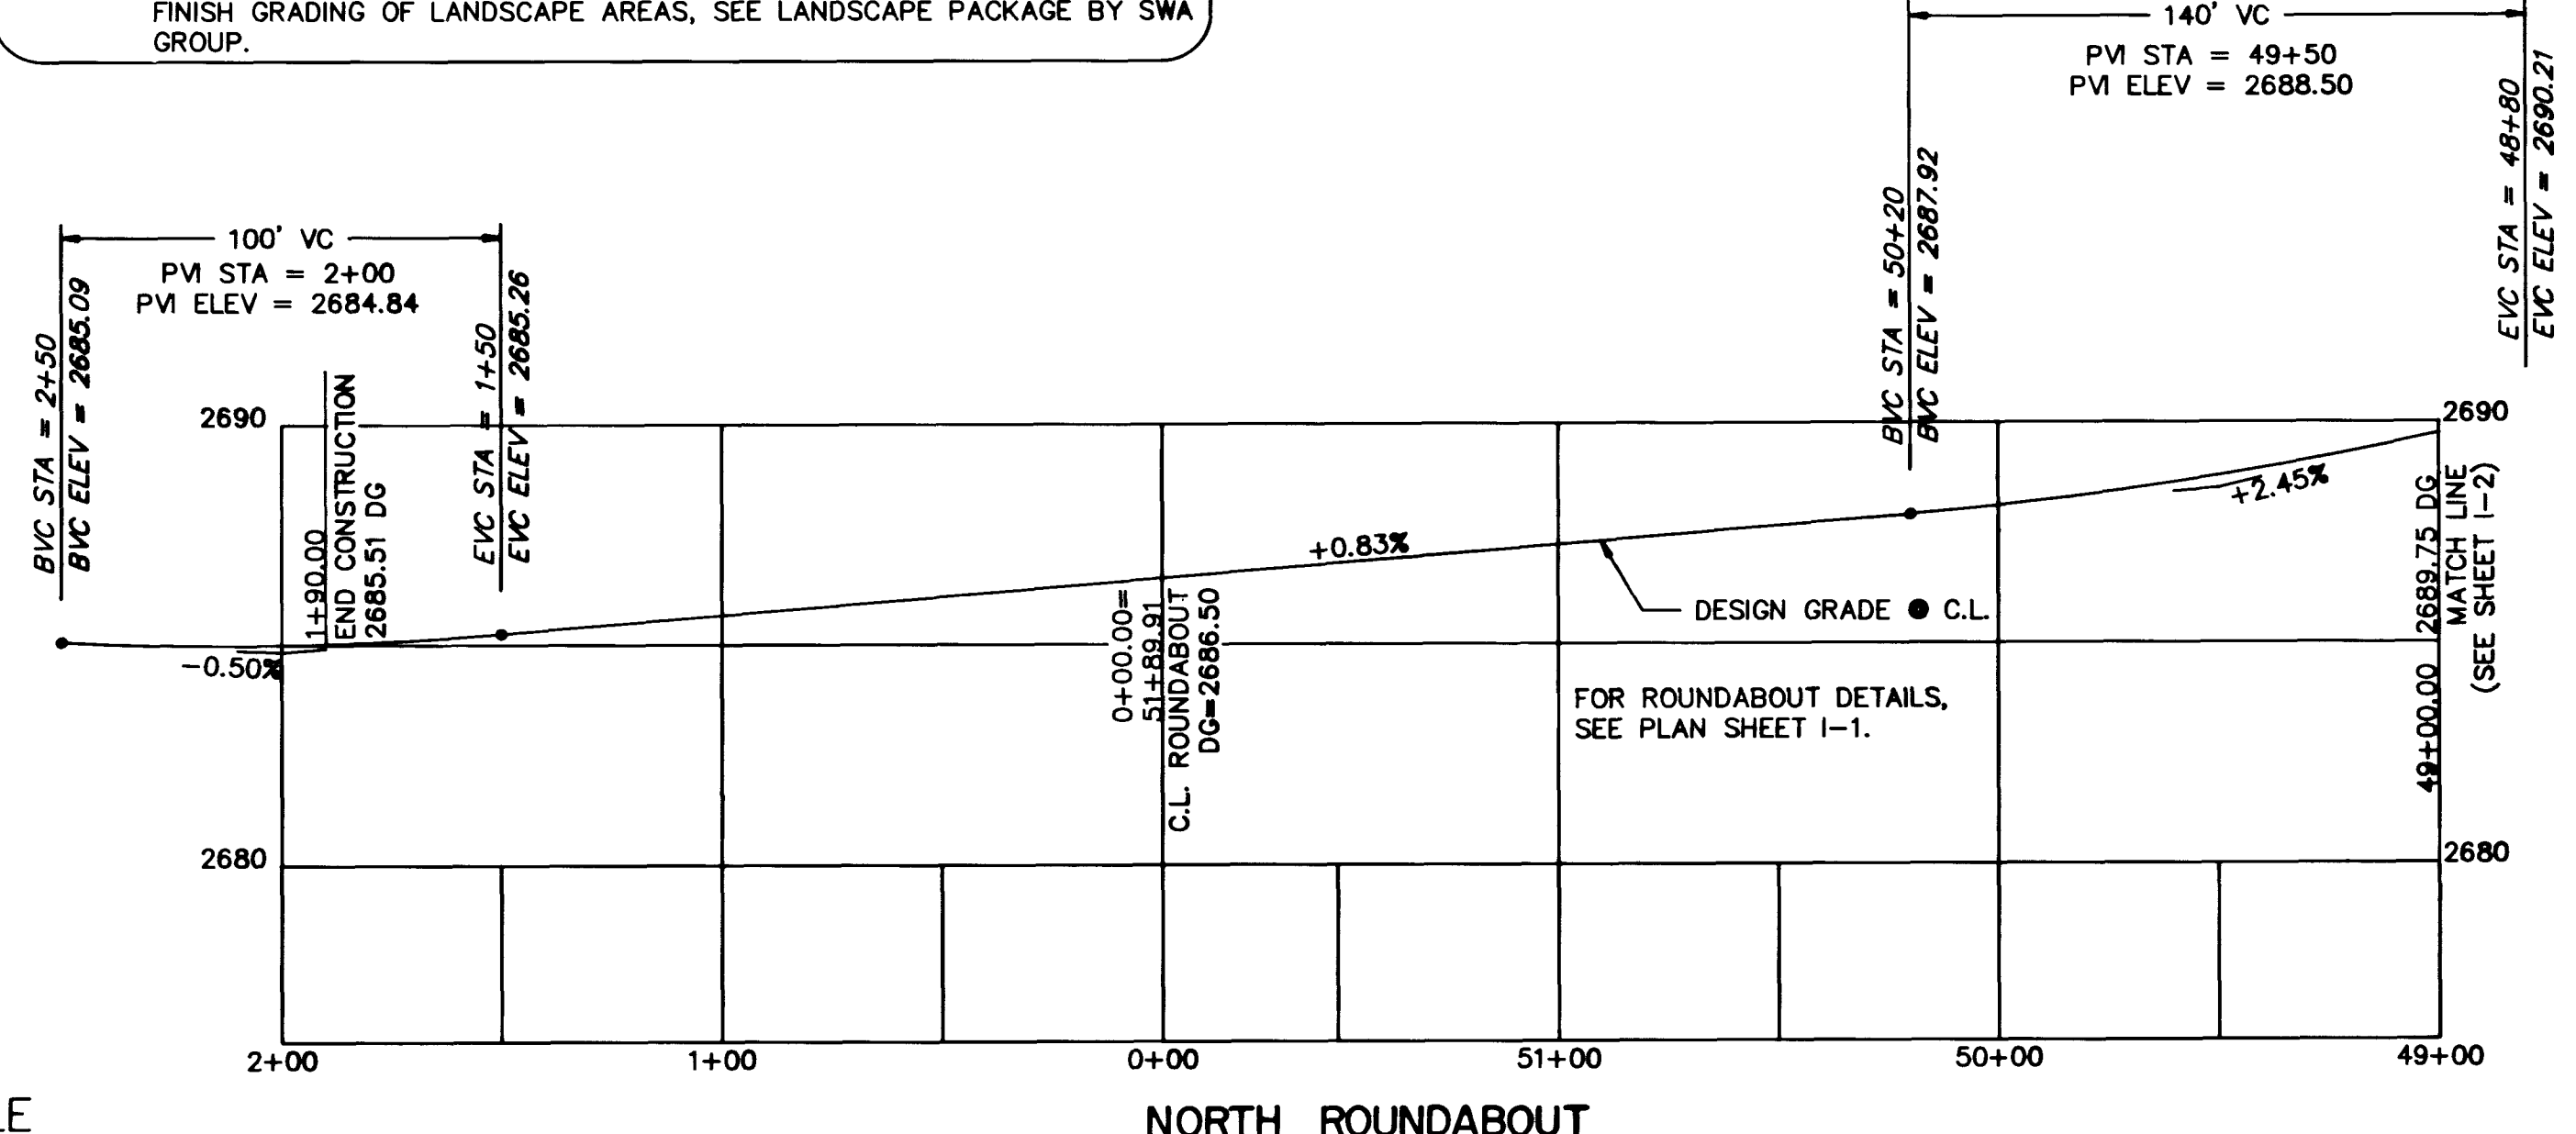 FINISH GRADING OF LANDSCAPE AREAS, SEE LANDSCAPE PACKAGE BY SWA
GROUP.
140' VC
PVI STA = 49+50
PVI ELEV = 2688.50
EVC STA = 48+80
EVC ELEV = 2690.21
BVC STA = 50+20
BVC ELEV = 2687.92
100' VC
PVI STA = 2+00
PVI ELEV = 2684.84
BVC STA = 2+50
BVC ELEV = 2685.09
EVC STA = 1+50
EVC ELEV = 2685.26
1+90.00
END CONSTRUCTION
2685.51 DG
2690
2690
-0.50%
+0.83%
+2.45%
0+00.00=
51+89.91
C.L. ROUNDABOUT
DG=2686.50
DESIGN GRADE @ C.L.
FOR ROUNDABOUT DETAILS,
SEE PLAN SHEET I-1.
49+00.00 2689.75 DG
MATCH LINE
(SEE SHEET I-2)
2680
2680
2+00
1+00
0+00
51+00
50+00
49+00
NORTH ROUNDABOUT